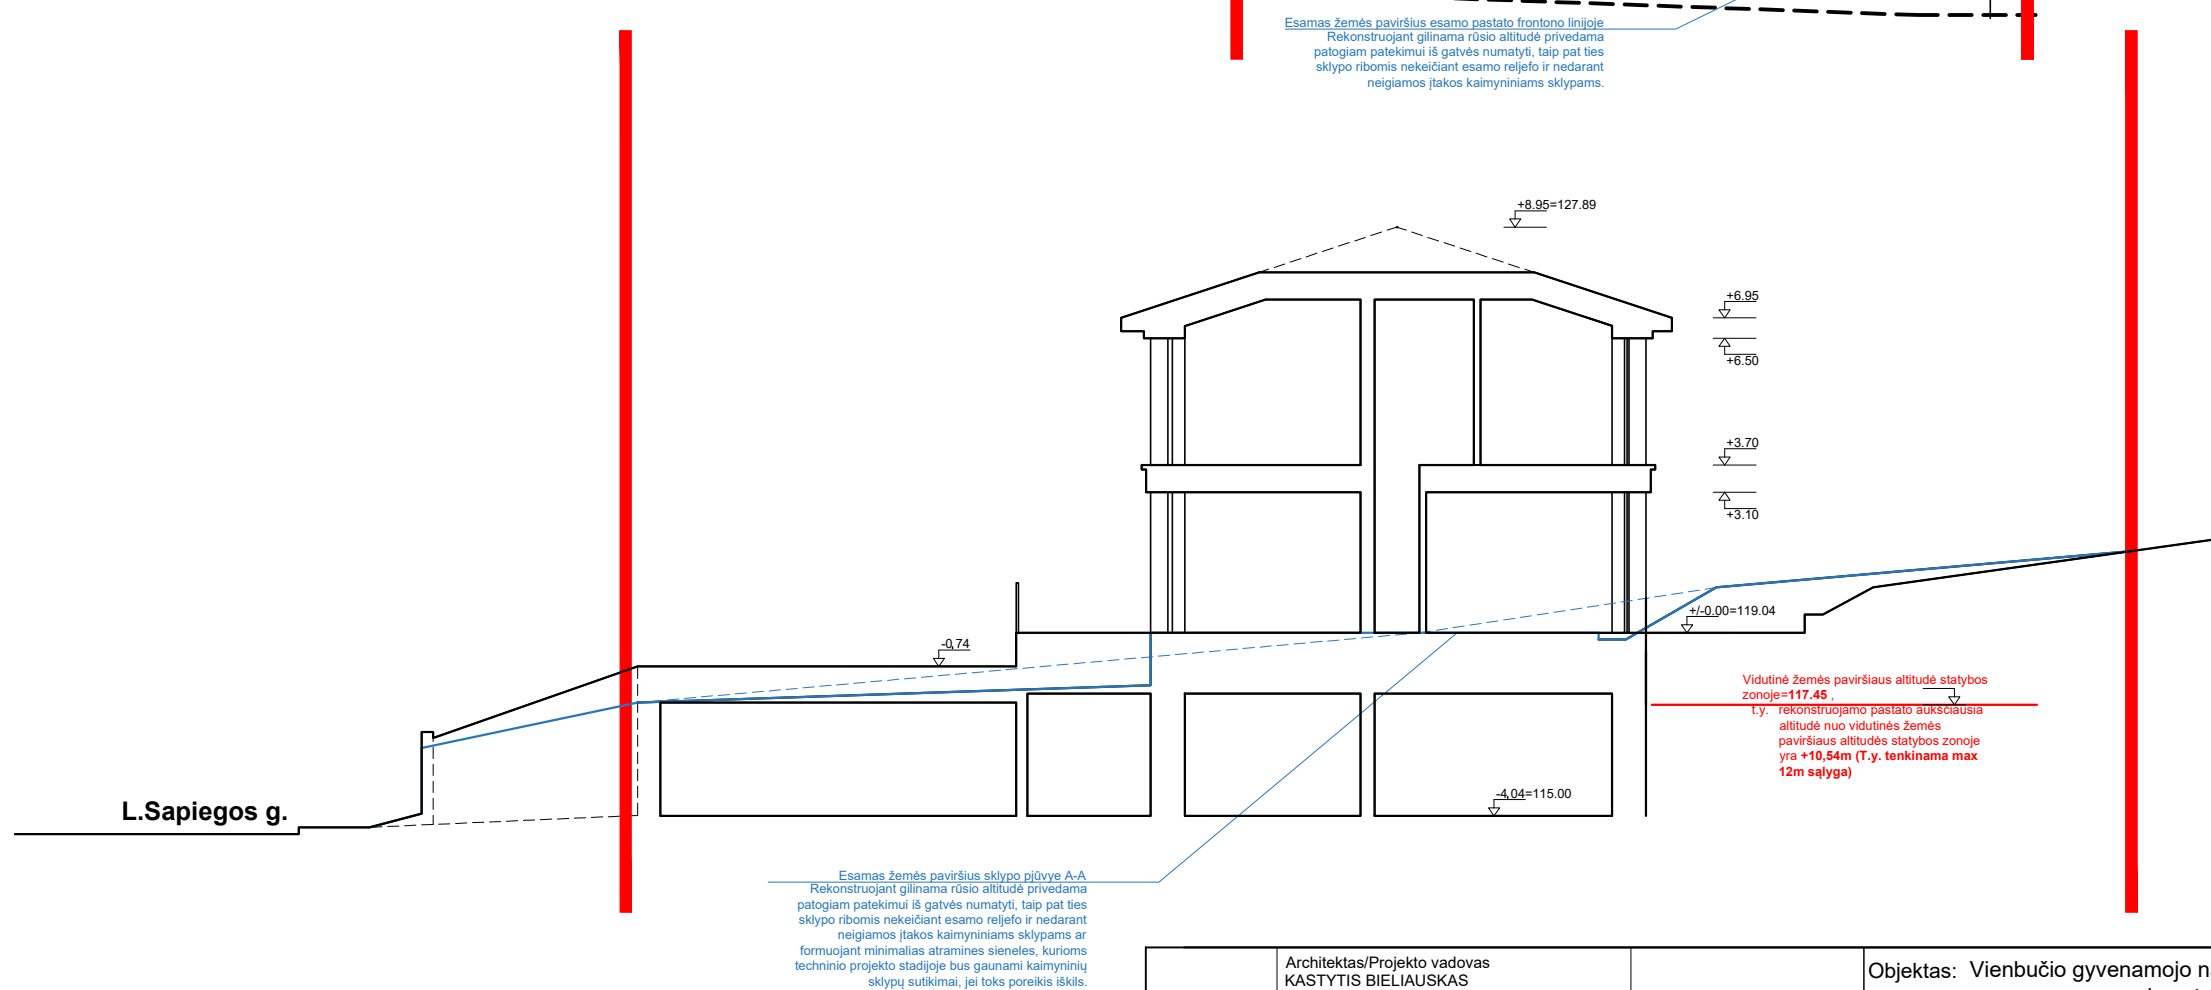 Esamas žemės paviršius esamo pastato frontono linijoje
Rekonstruojant gilinama rūsio altitudė privedama
patogiam patekimui iš gatvės numatyti, taip pat ties
sklypo ribomis nekeičiant esamo reljefo ir nedarant
neigiamos įtakos kaimyniniams sklypams.
+8.95=127.89
+6.95
+6.50
+3.70
+3.10
+/-0.00=119.04
-0,74
Vidutinė žemės paviršiaus altitudė statybos
zonoje=117.45 ,
t.y. rekonstruojamo pastato aukščiausia
altitudė nuo vidutinės žemės
paviršiaus altitudės statybos zonoje
yra +10,54m (T.y. tenkinama max
12m sąlyga)
-4,04=115.00
L.Sapiegos g.
Esamas žemės paviršius sklypo pjūvye A-A
Rekonstruojant gilinama rūsio altitudė privedama
patogiam patekimui iš gatvės numatyti, taip pat ties
sklypo ribomis nekeičiant esamo reljefo ir nedarant
neigiamos įtakos kaimyniniams sklypams ar
formuojant minimalias atramines sieneles, kurioms
techninio projekto stadijoje bus gaunami kaimyninių
sklypų sutikimai, jei toks poreikis iškils.
Architektas/Projekto vadovas
KASTYTIS BIELIAUSKAS
Objektas: Vienbučio gyvenamojo